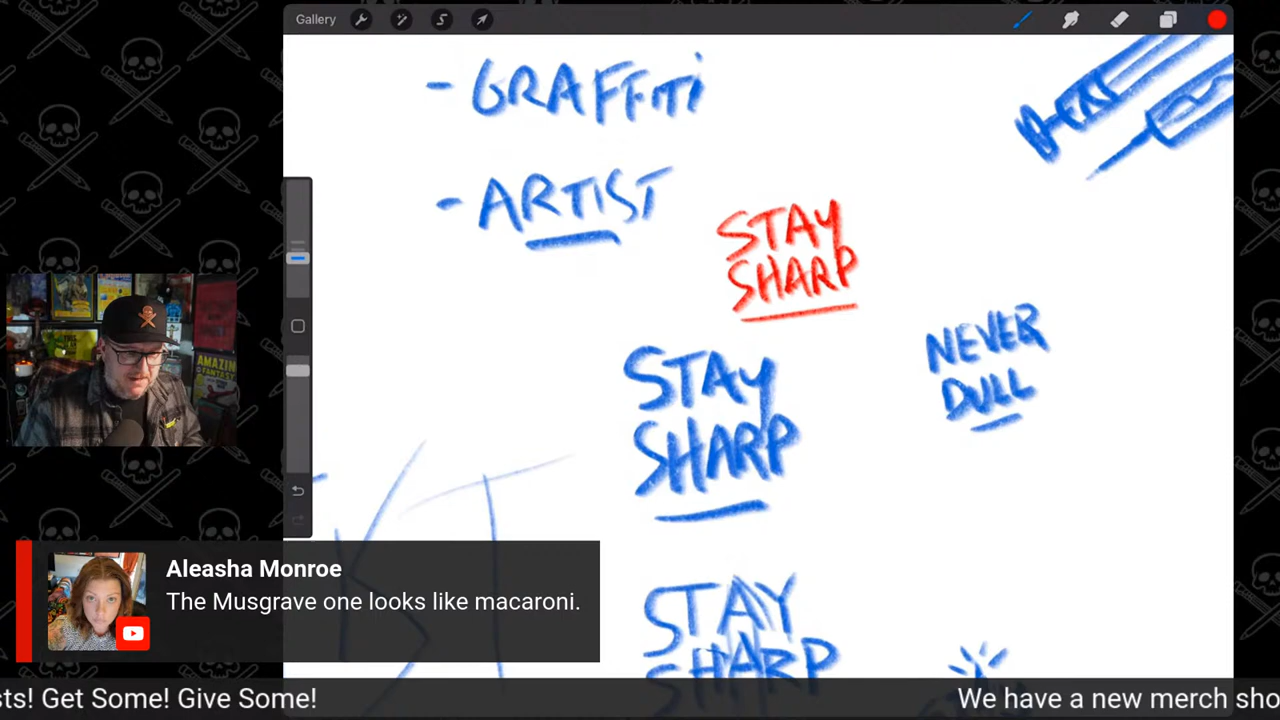 Gallery
- GRAFFITI
- ARTIST
STAY
SHARP
NEVER
DULL
STAY
SHARP
STAY
SHARP
AMAZING
FANTASY
Aleasha Monroe
The Musgrave one looks like macaroni.
sts! Get Some! Give Some!
We have a new merch sho